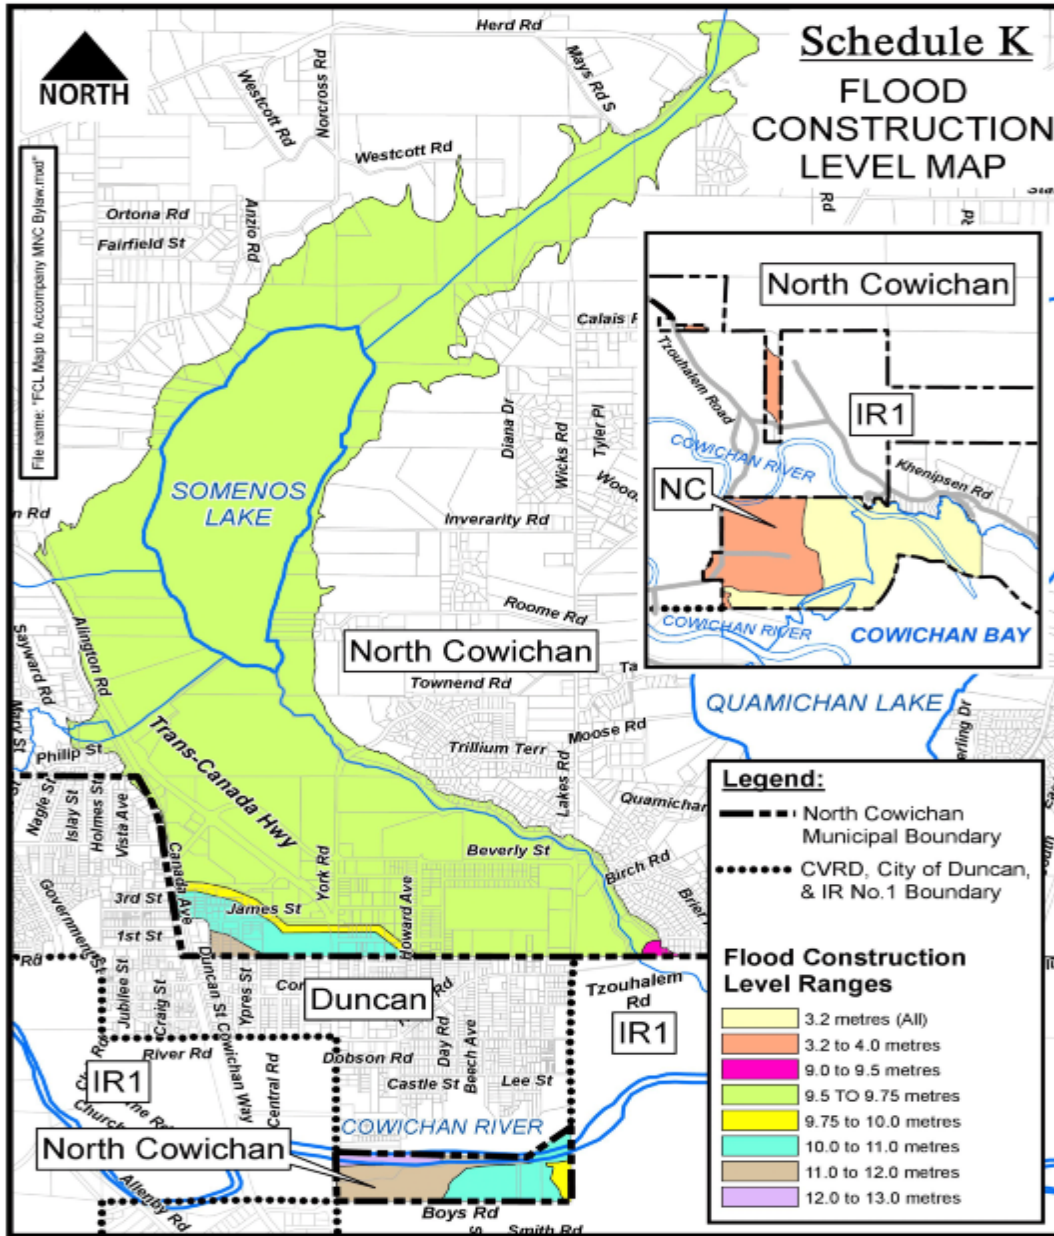 Schedule K
FLOOD
CONSTRUCTION
LEVEL MAP
NORTH
File name: "FCL Map to Accompany MNC Bylaw.mxd"
Herd Rd
Mays Rd S
Norcross Rd
Westcott Rd
Westcott Rd
Ortona Rd
Anzio Rd
Fairfield St
Rd
Calais
Diana Dr
Wicks Rd
Tyler Pl
SOMENOS
LAKE
Inverarity Rd
Roome Rd
Rd
North Cowichan
Townend Rd
Sayward Rd
Alington Rd
Mary St
Philip St
Trans-Canada Hwy
Trillium Terr
Moose Rd
Lakes Rd
QUAMICHAN LAKE
Nagle St
Islay St
Holmes St
Vista Ave
Canada Ave
York Rd
Beverly St
Birch Rd
Howard Ave
3rd St
James St
1st St
Government St
Duncan St
Ypres St
Jubilee St
Craig St
Duncan
Rd
Day Rd
Beech Ave
Tzouhalem
Rd
IR1
River Rd
IR1
Cowichan Way
Central Rd
Dobson Rd
Castle St
Lee St
COWICHAN RIVER
North Cowichan
Allenby Rd
Boys Rd
Smith Rd
North Cowichan
Tzouhalem Road
IR1
COWICHAN RIVER
Khenipsen Rd
NC
COWICHAN RIVER
COWICHAN BAY
Legend:
North Cowichan
Municipal Boundary
CVRD, City of Duncan,
& IR No.1 Boundary
Flood Construction
Level Ranges
3.2 metres (All)
3.2 to 4.0 metres
9.0 to 9.5 metres
9.5 TO 9.75 metres
9.75 to 10.0 metres
10.0 to 11.0 metres
11.0 to 12.0 metres
12.0 to 13.0 metres